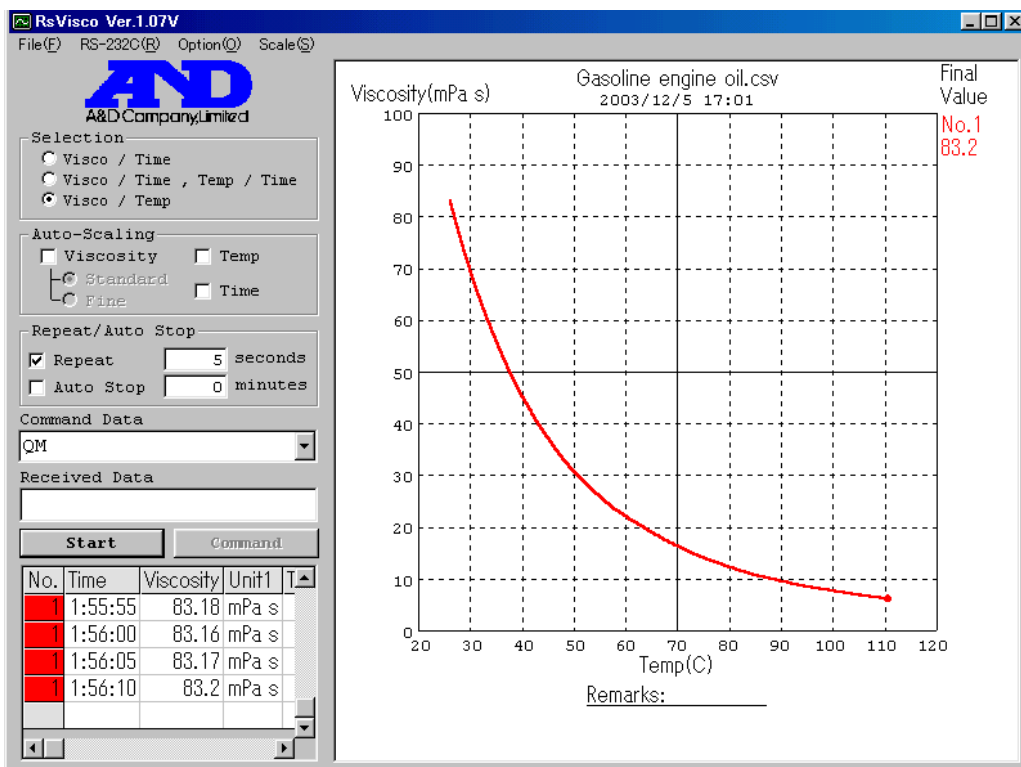 RsVisco Ver.1.07V
File(F) RS-232C(R) Option(O) Scale(S)
AND
A&D Company,Limited
Selection
Visco / Time
Visco / Time , Temp / Time
Visco / Temp
Auto-Scaling
Viscosity Temp
Standard
Fine
Time
Repeat/Auto Stop
Repeat 5 seconds
Auto Stop 0 minutes
Command Data
QM
Received Data
Start Command
No. Time Viscosity Unit1 T
1 1:55:55 83.18 mPa s
1 1:56:00 83.16 mPa s
1 1:56:05 83.17 mPa s
1 1:56:10 83.2 mPa s
Gasoline engine oil.csv
2003/12/5 17:01
Viscosity(mPa s)
Final
Value
No.1
83.2
100
90
80
70
60
50
40
30
20
10
0
20 30 40 50 60 70 80 90 100 110 120
Temp(C)
Remarks: